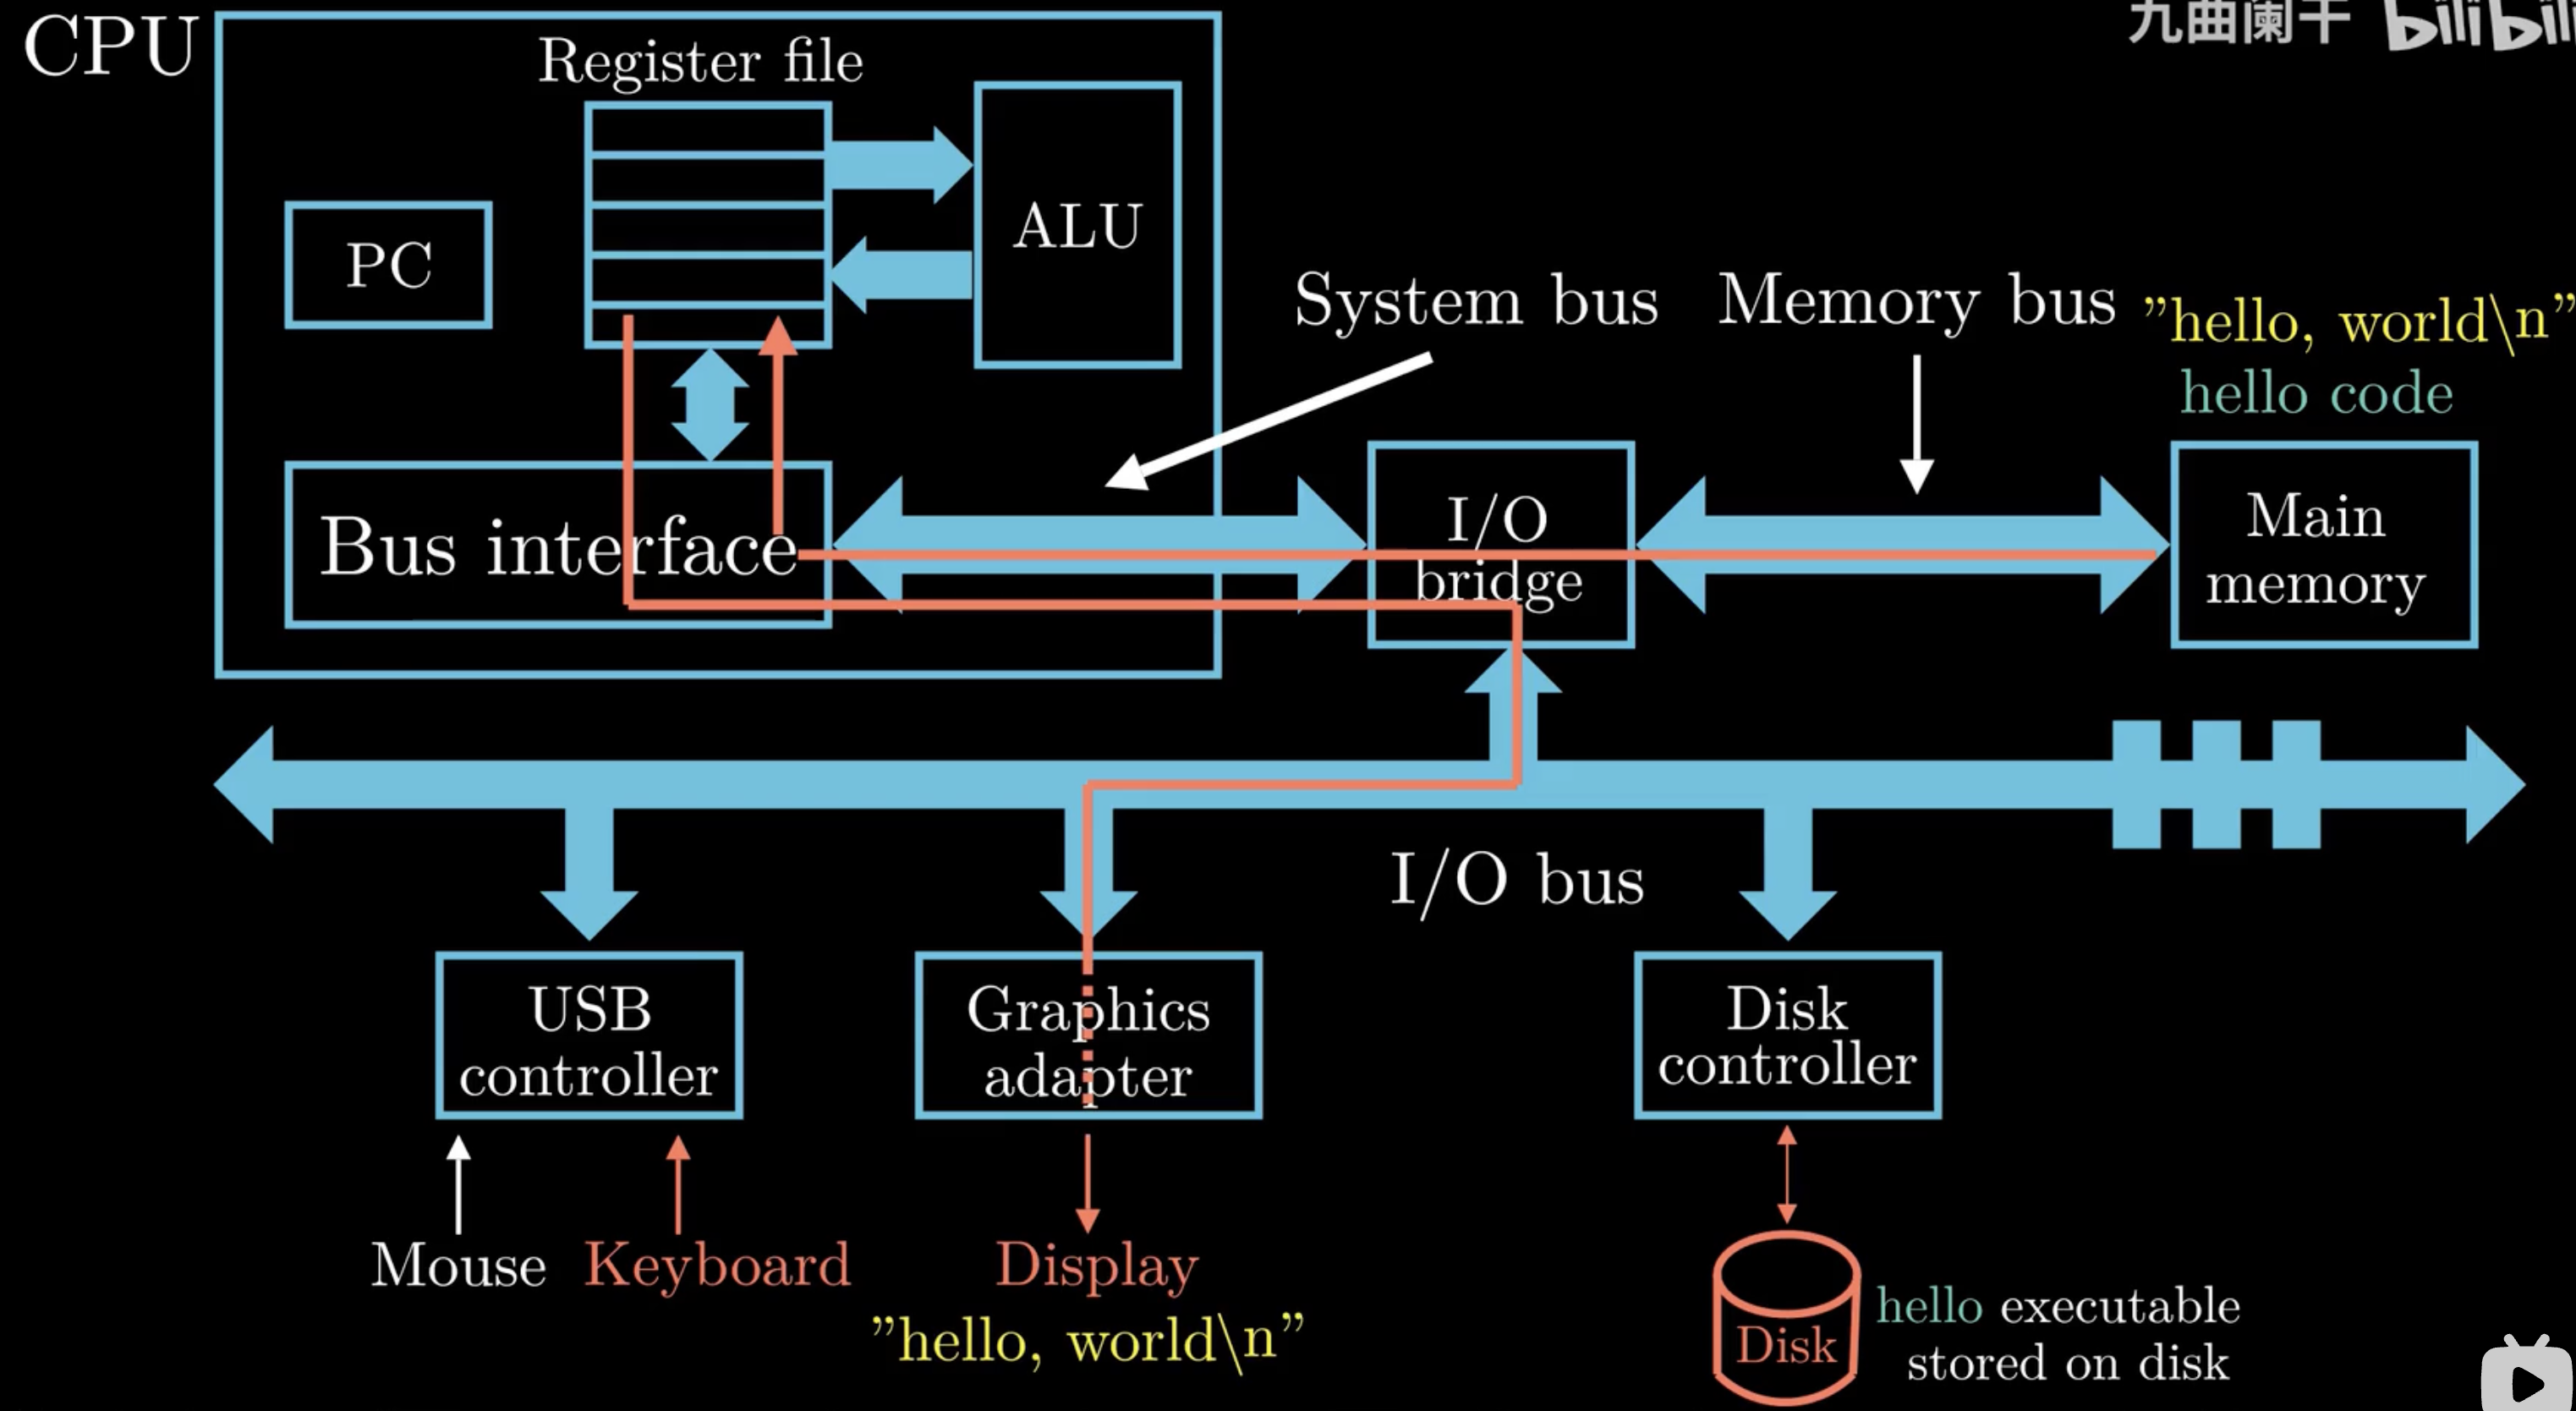 CPU
九曲阑干 bilibili
Register file
ALU
PC
System bus
Memory bus
"hello, world\n"
hello code
Bus interface
I/O
bridge
Main
memory
I/O bus
USB
controller
Graphics
adapter
Disk
controller
Mouse
Keyboard
Display
"hello, world\n"
Disk
hello executable
stored on disk